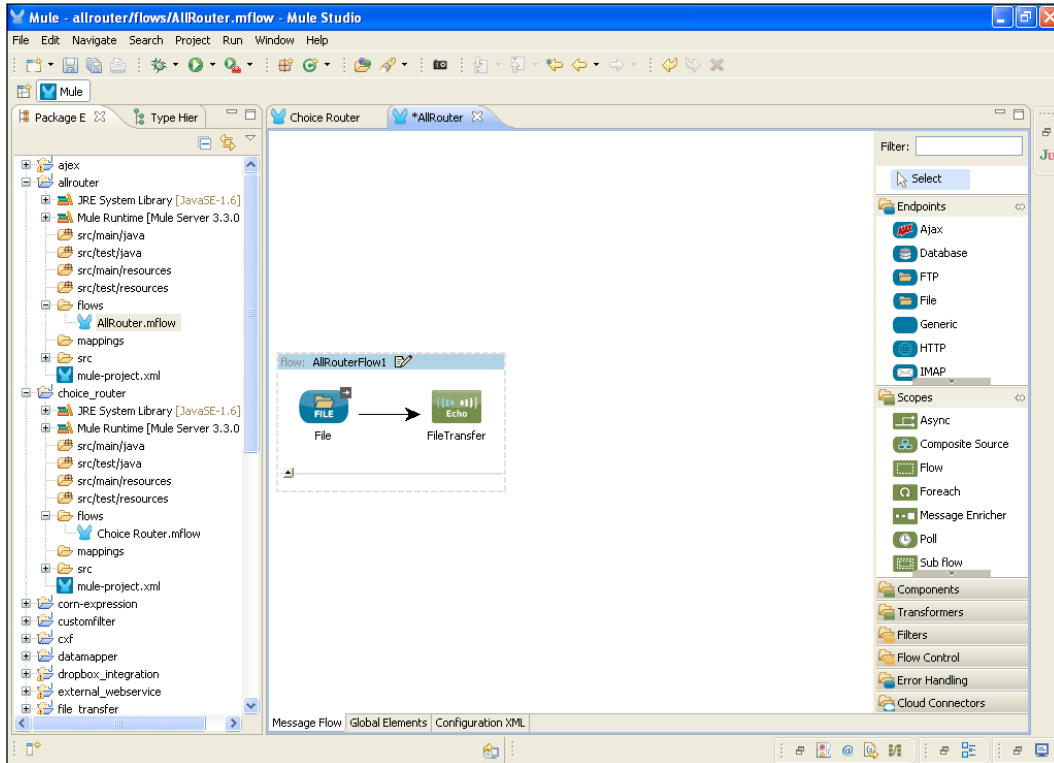 Mule - allrouter/flows/AllRouter.mflow - Mule Studio
File Edit Navigate Search Project Run Window Help
Mule
Package E
Type Hier
ajex
allrouter
JRE System Library [JavaSE-1.6]
Mule Runtime [Mule Server 3.3.0
src/main/java
src/test/java
src/main/resources
src/test/resources
flows
AllRouter.mflow
mappings
src
mule-project.xml
choice_router
JRE System Library [JavaSE-1.6]
Mule Runtime [Mule Server 3.3.0
src/main/java
src/test/java
src/main/resources
src/test/resources
flows
Choice Router.mflow
mappings
src
mule-project.xml
corn-expression
customfilter
cxf
datamapper
dropbox_integration
external_webservice
file_transfer
Choice Router
*AllRouter
flow: AllRouterFlow1
FILE
Echo
File
FileTransfer
Message Flow
Global Elements
Configuration XML
Filter:
Select
Endpoints
AJAX
Ajax
Database
FTP
File
Generic
HTTP
IMAP
Scopes
Async
Composite Source
Flow
Foreach
Message Enricher
Poll
Sub flow
Components
Transformers
Filters
Flow Control
Error Handling
Cloud Connectors
Ju